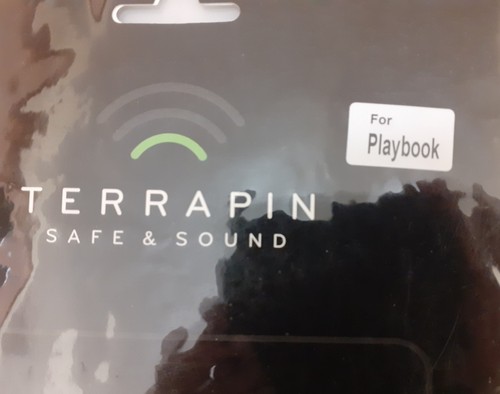 For
Playbook
TERRAPIN
SAFE & SOUND